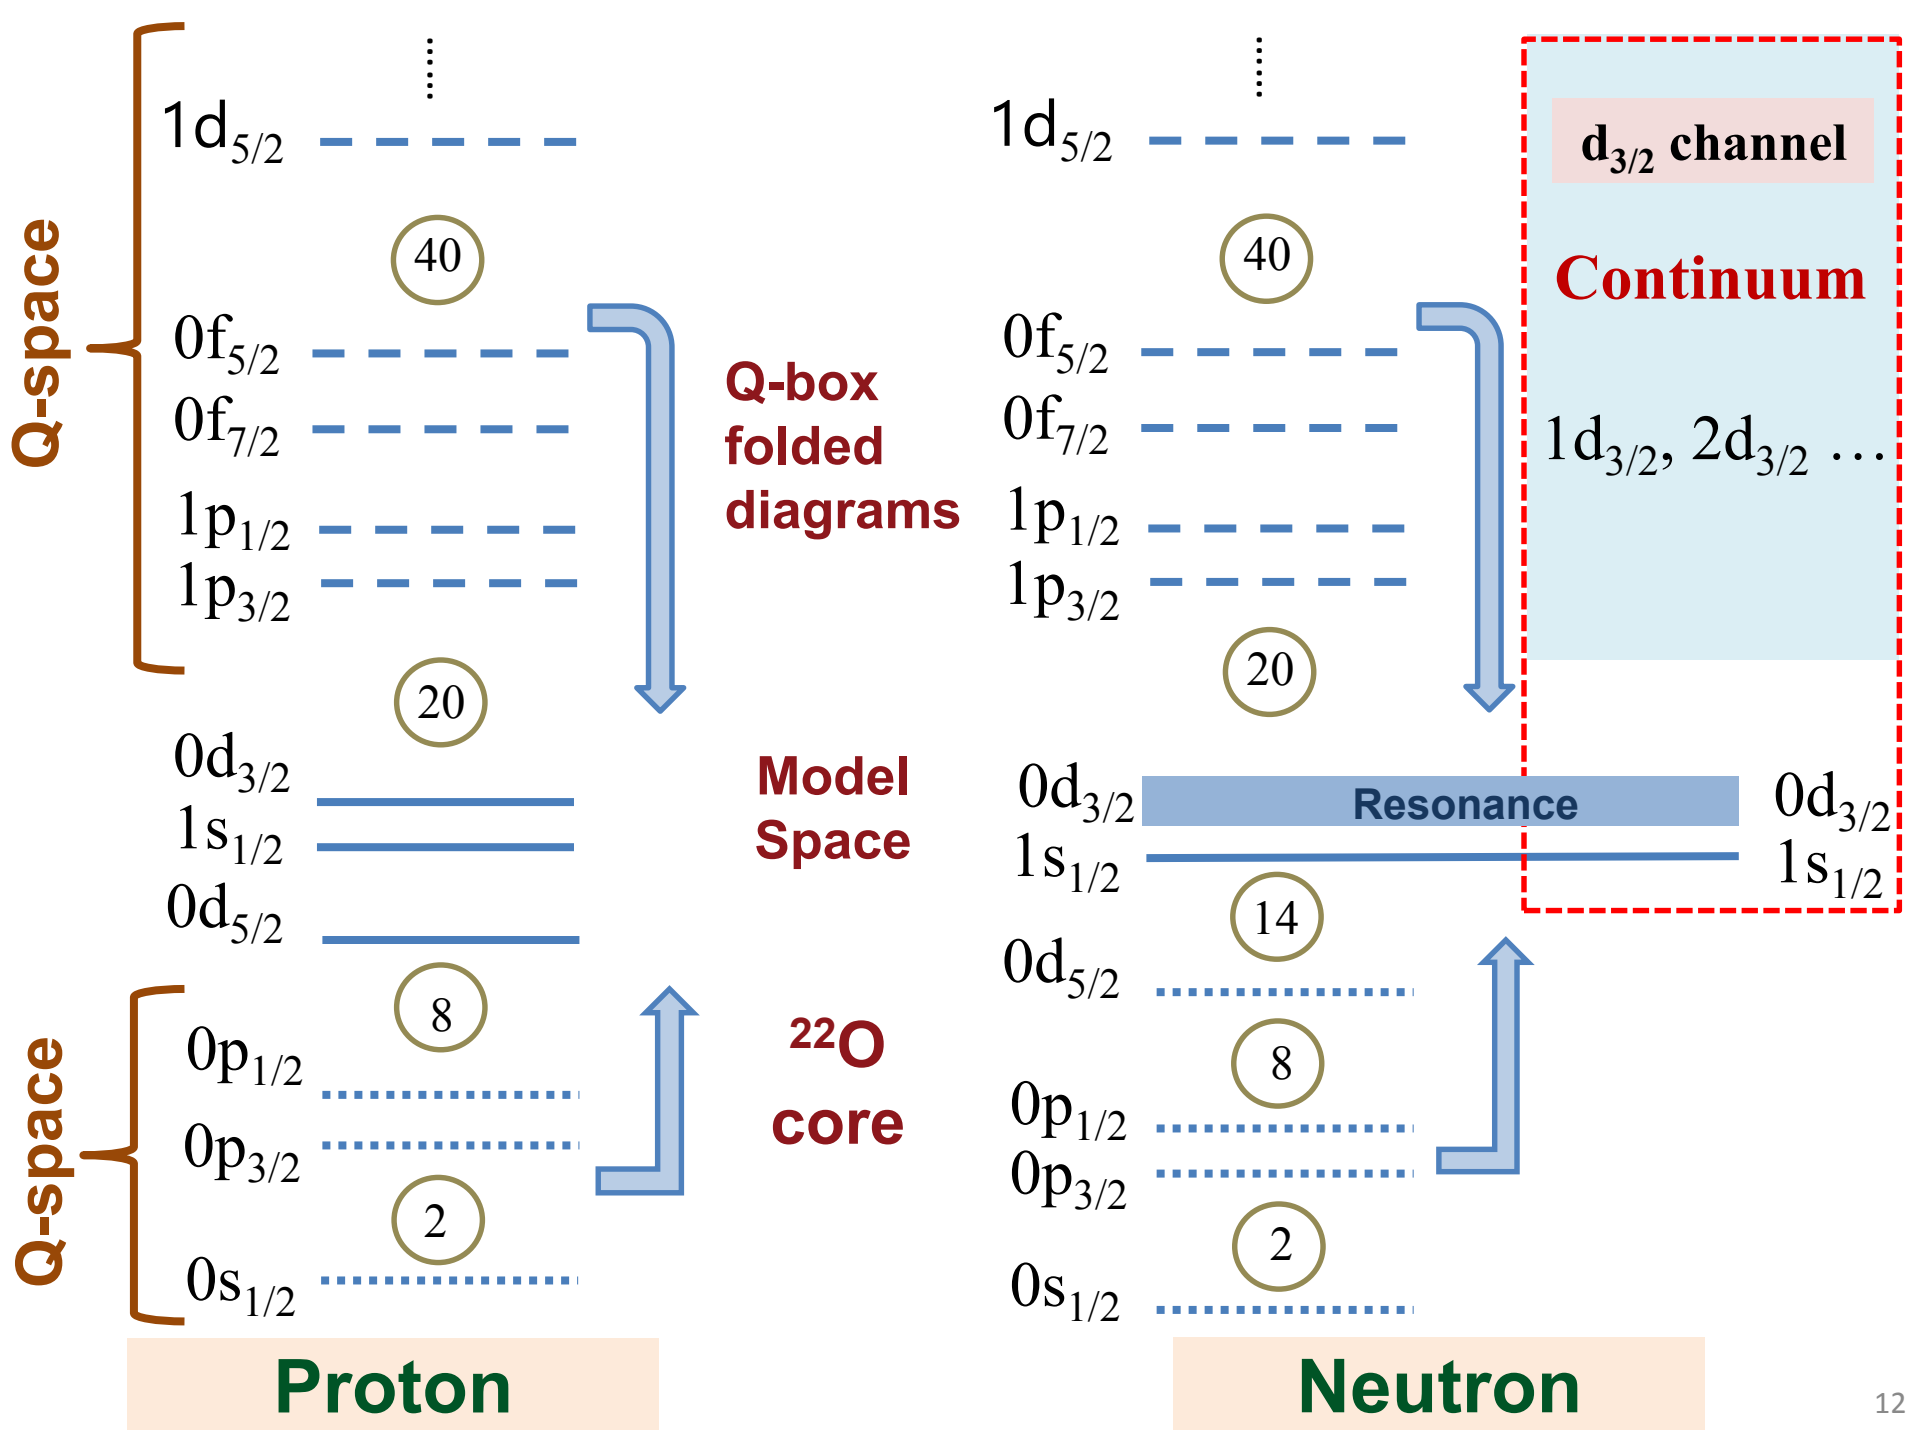 Q-space
1d5/2
40
0f5/2
0f7/2
1p1/2
1p3/2
20
0d3/2
1s1/2
0d5/2
8
Q-space
0p1/2
0p3/2
2
0s1/2
Proton
Q-box
folded
diagrams
Model
Space
22O
core
1d5/2
40
0f5/2
0f7/2
1p1/2
1p3/2
20
0d3/2
Resonance
0d3/2
1s1/2
1s1/2
14
0d5/2
8
0p1/2
0p3/2
2
0s1/2
Neutron
d3/2 channel
Continuum
1d3/2, 2d3/2 …
12